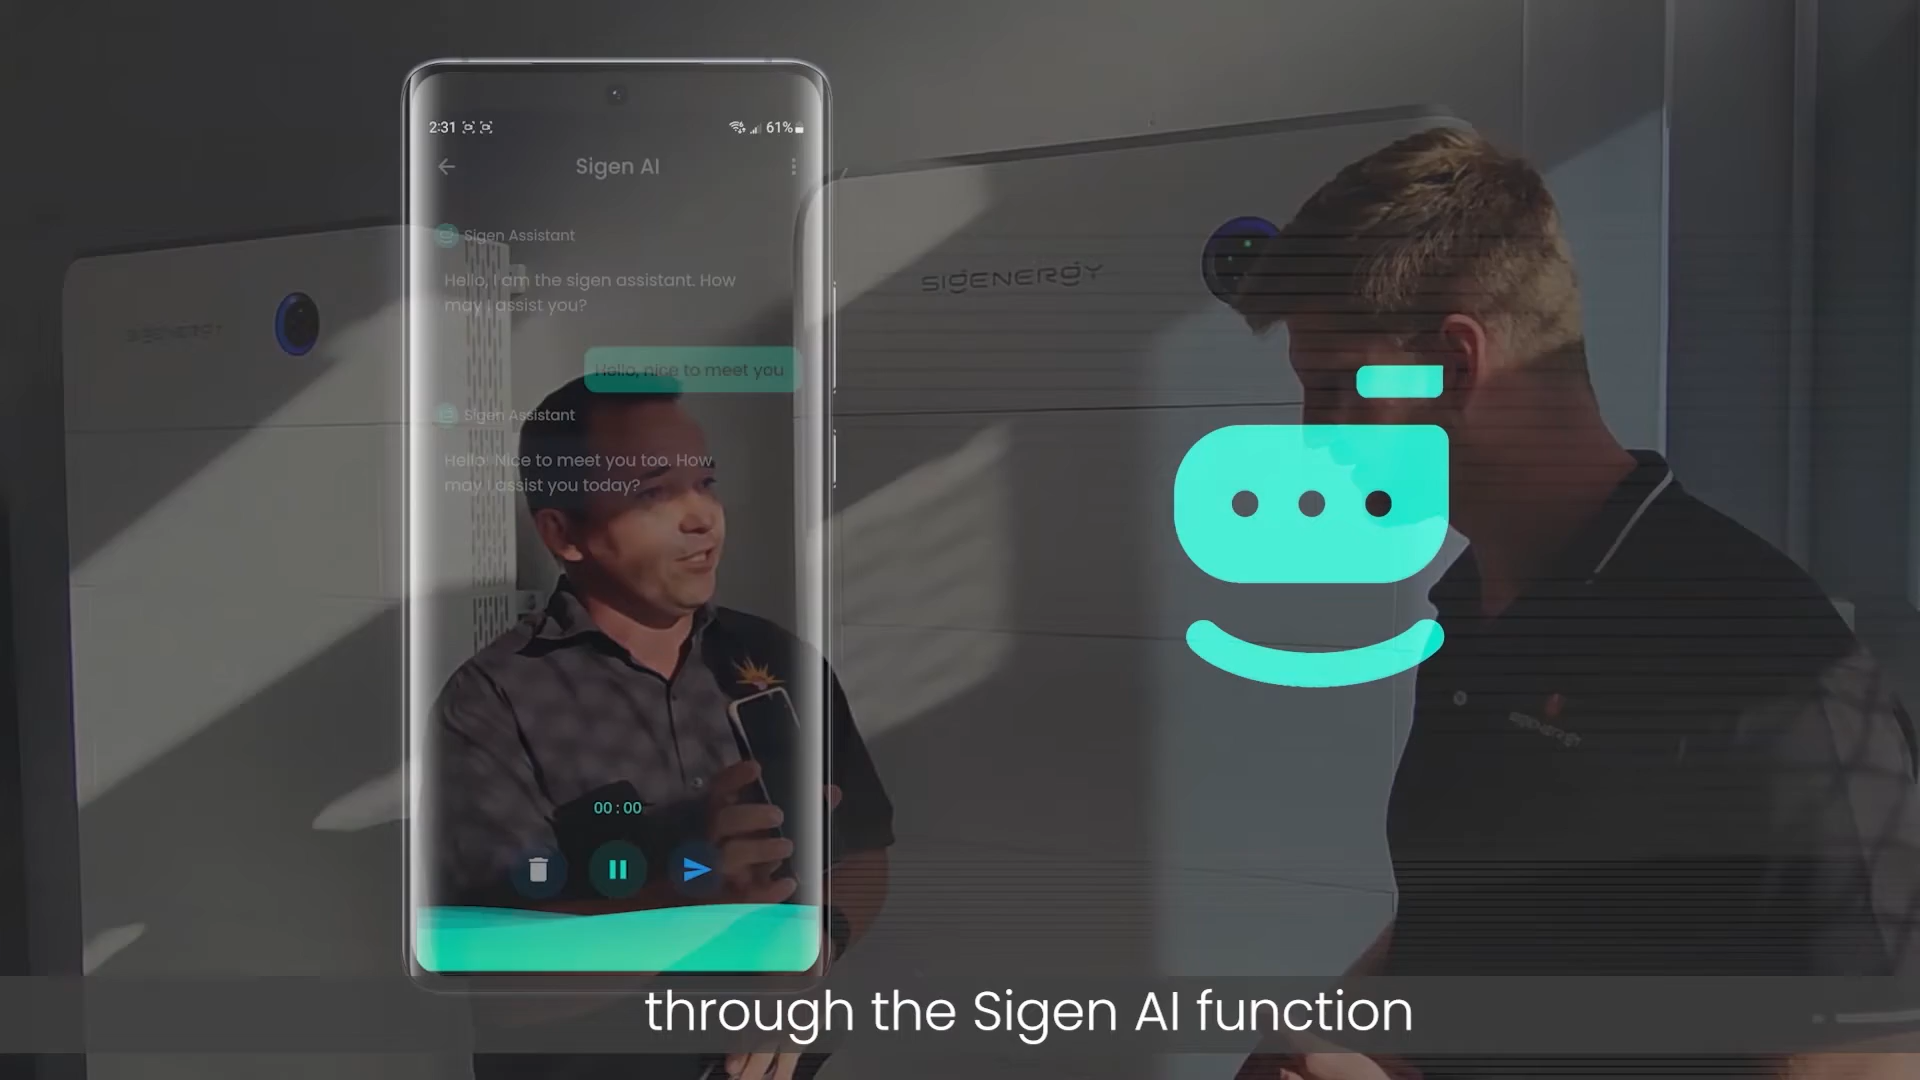 2:31
61%
Sigen AI
Sigen Assistant
Hello, I am the sigen assistant. How
may I assist you?
Hello, nice to meet you
Sigen Assistant
Hello! Nice to meet you too. How
may I assist you today?
00:00
SIGENERGY
SIGENERGY
SIGENERGY
through the Sigen AI function